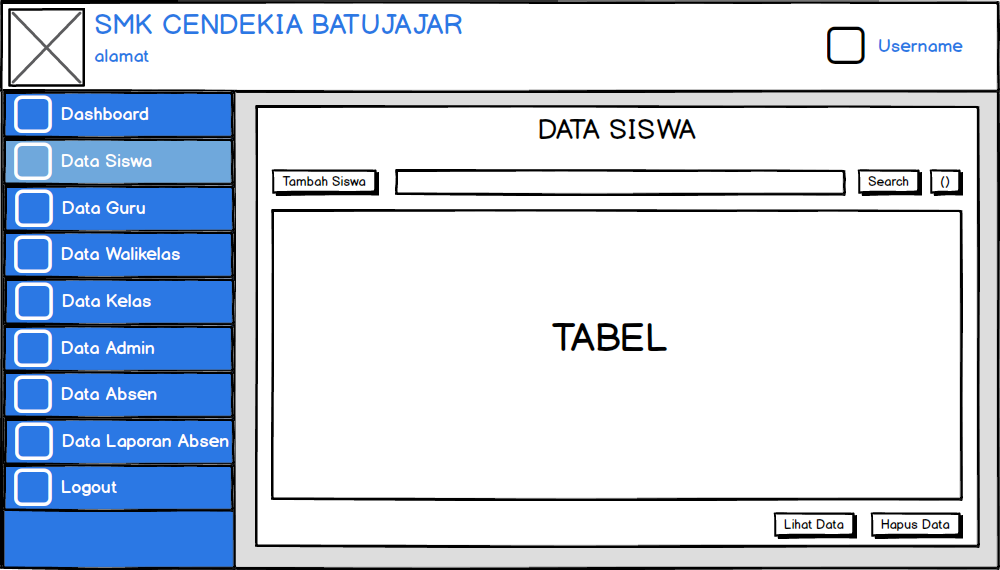 SMK CENDEKIA BATUJAJAR
alamat
Username
Dashboard
Data Siswa
Data Guru
Data Walikelas
Data Kelas
Data Admin
Data Absen
Data Laporan Absen
Logout
DATA SISWA
Tambah Siswa
Search
()
TABEL
Lihat Data
Hapus Data